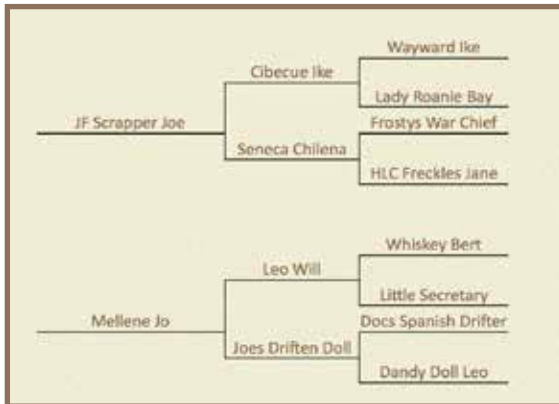 Wayward Ike
Cibecue Ike
Lady Roanie Bay
JF Scrapper Joe
Frostys War Chief
Seneca Chilena
HLC Freckles Jane
Whiskey Bert
Leo Will
Little Secretary
Mellene Jo
Docs Spanish Drifter
Joes Driften Doll
Dandy Doll Leo